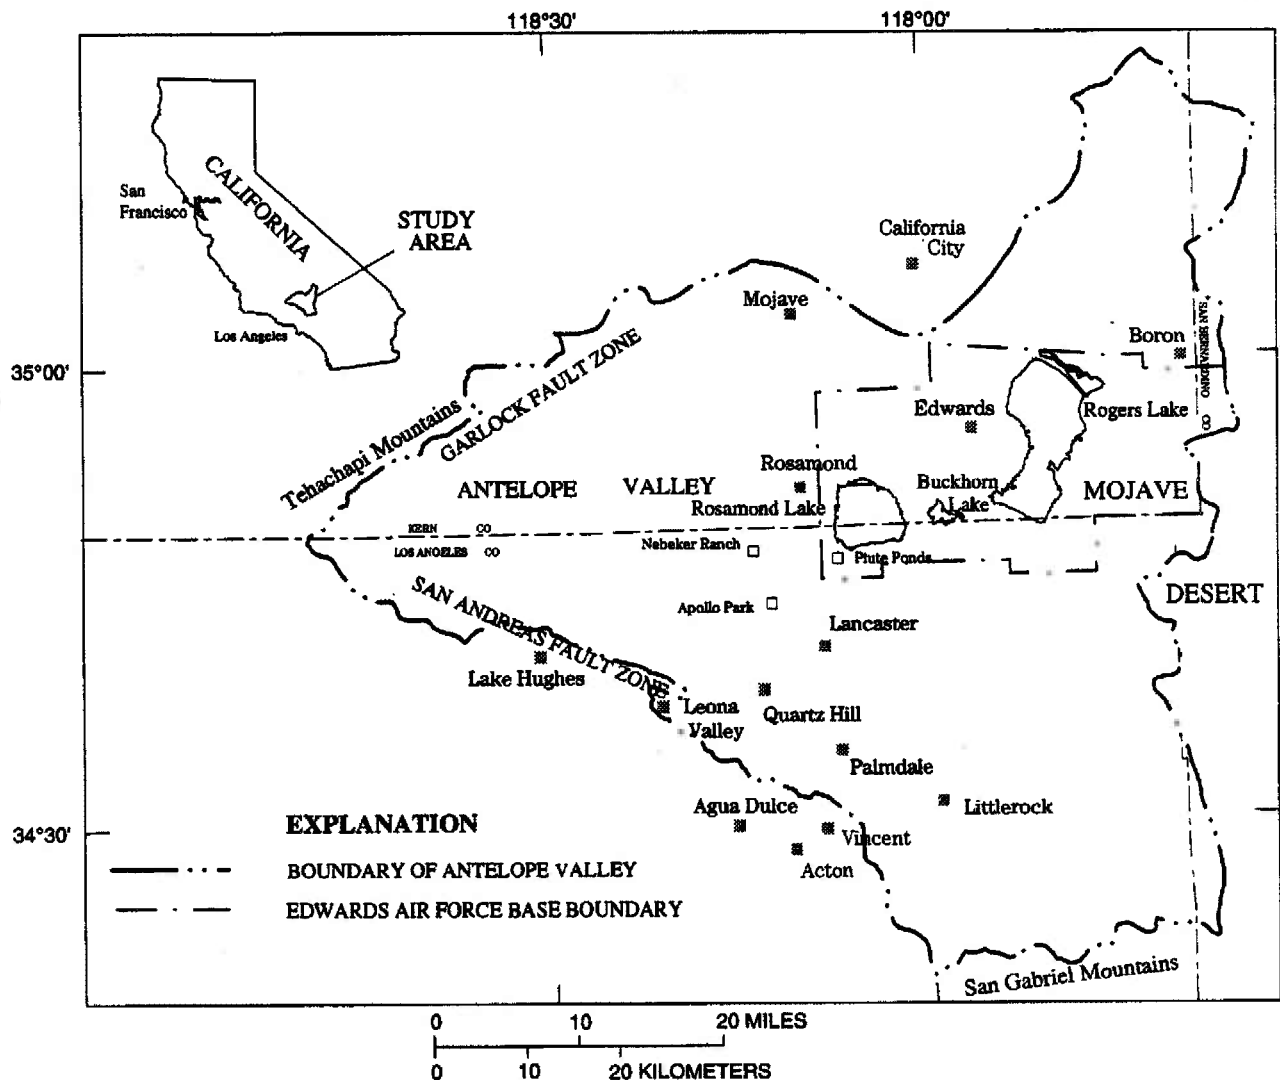 118°30'
118°00'
CALIFORNIA
San
Francisco
STUDY
AREA
Los Angeles
California
City
Mojave
Boron
SAN BERNARDINO CO
35°00'
Tehachapi Mountains
GARLOCK FAULT ZONE
Edwards
Rogers Lake
Rosamond
ANTELOPE VALLEY
Rosamond Lake
Buckhorn
Lake
MOJAVE
KERN CO
LOS ANGELES CO
Nebeker Ranch
Piute Ponds
DESERT
SAN ANDREAS FAULT ZONE
Apollo Park
Lancaster
Lake Hughes
Leona
Valley
Quartz Hill
Palmdale
Agua Dulce
Littlerock
34°30'
Vincent
Acton
EXPLANATION
BOUNDARY OF ANTELOPE VALLEY
EDWARDS AIR FORCE BASE BOUNDARY
San Gabriel Mountains
0 10 20 MILES
0 10 20 KILOMETERS